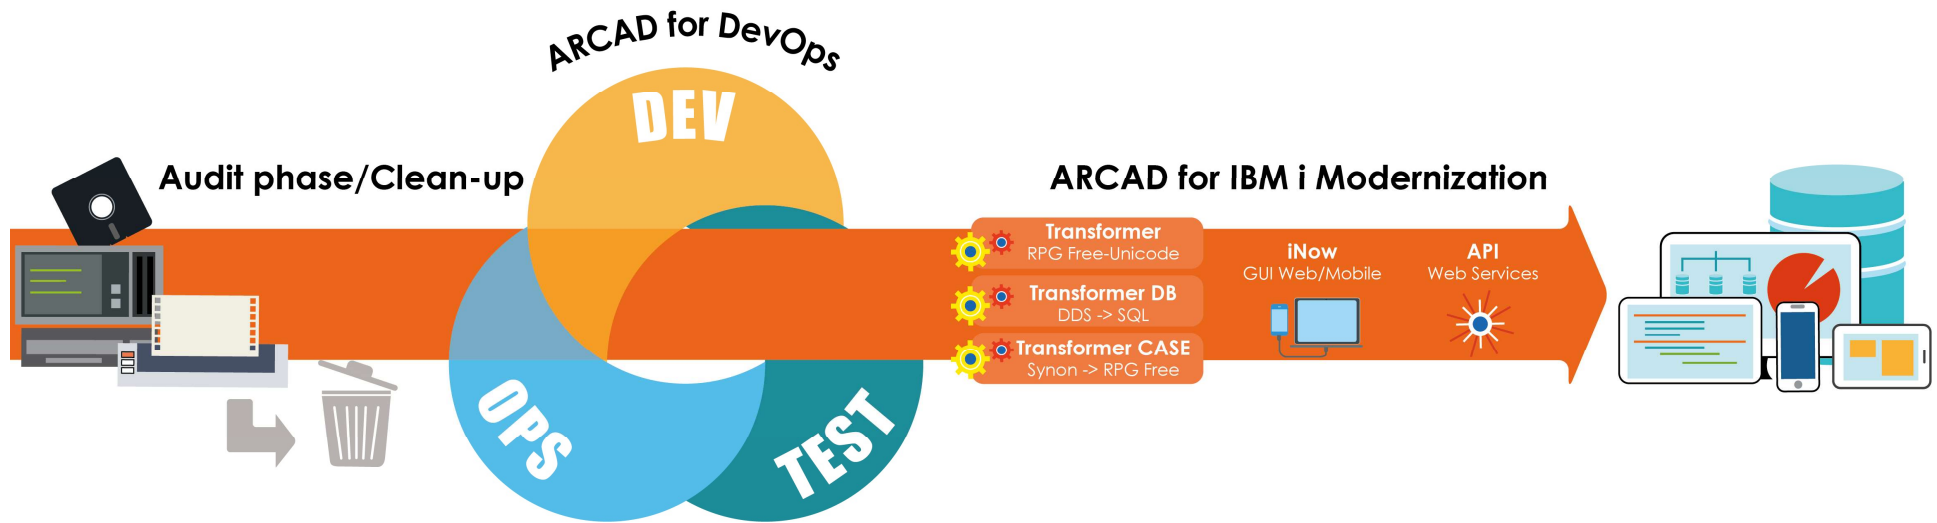 ARCAD for DevOps
DEV
Audit phase/Clean-up
OPS
TEST
ARCAD for IBM i Modernization
Transformer
RPG Free-Unicode
Transformer DB
DDS -> SQL
Transformer CASE
Synon -> RPG Free
iNow
GUI Web/Mobile
API
Web Services